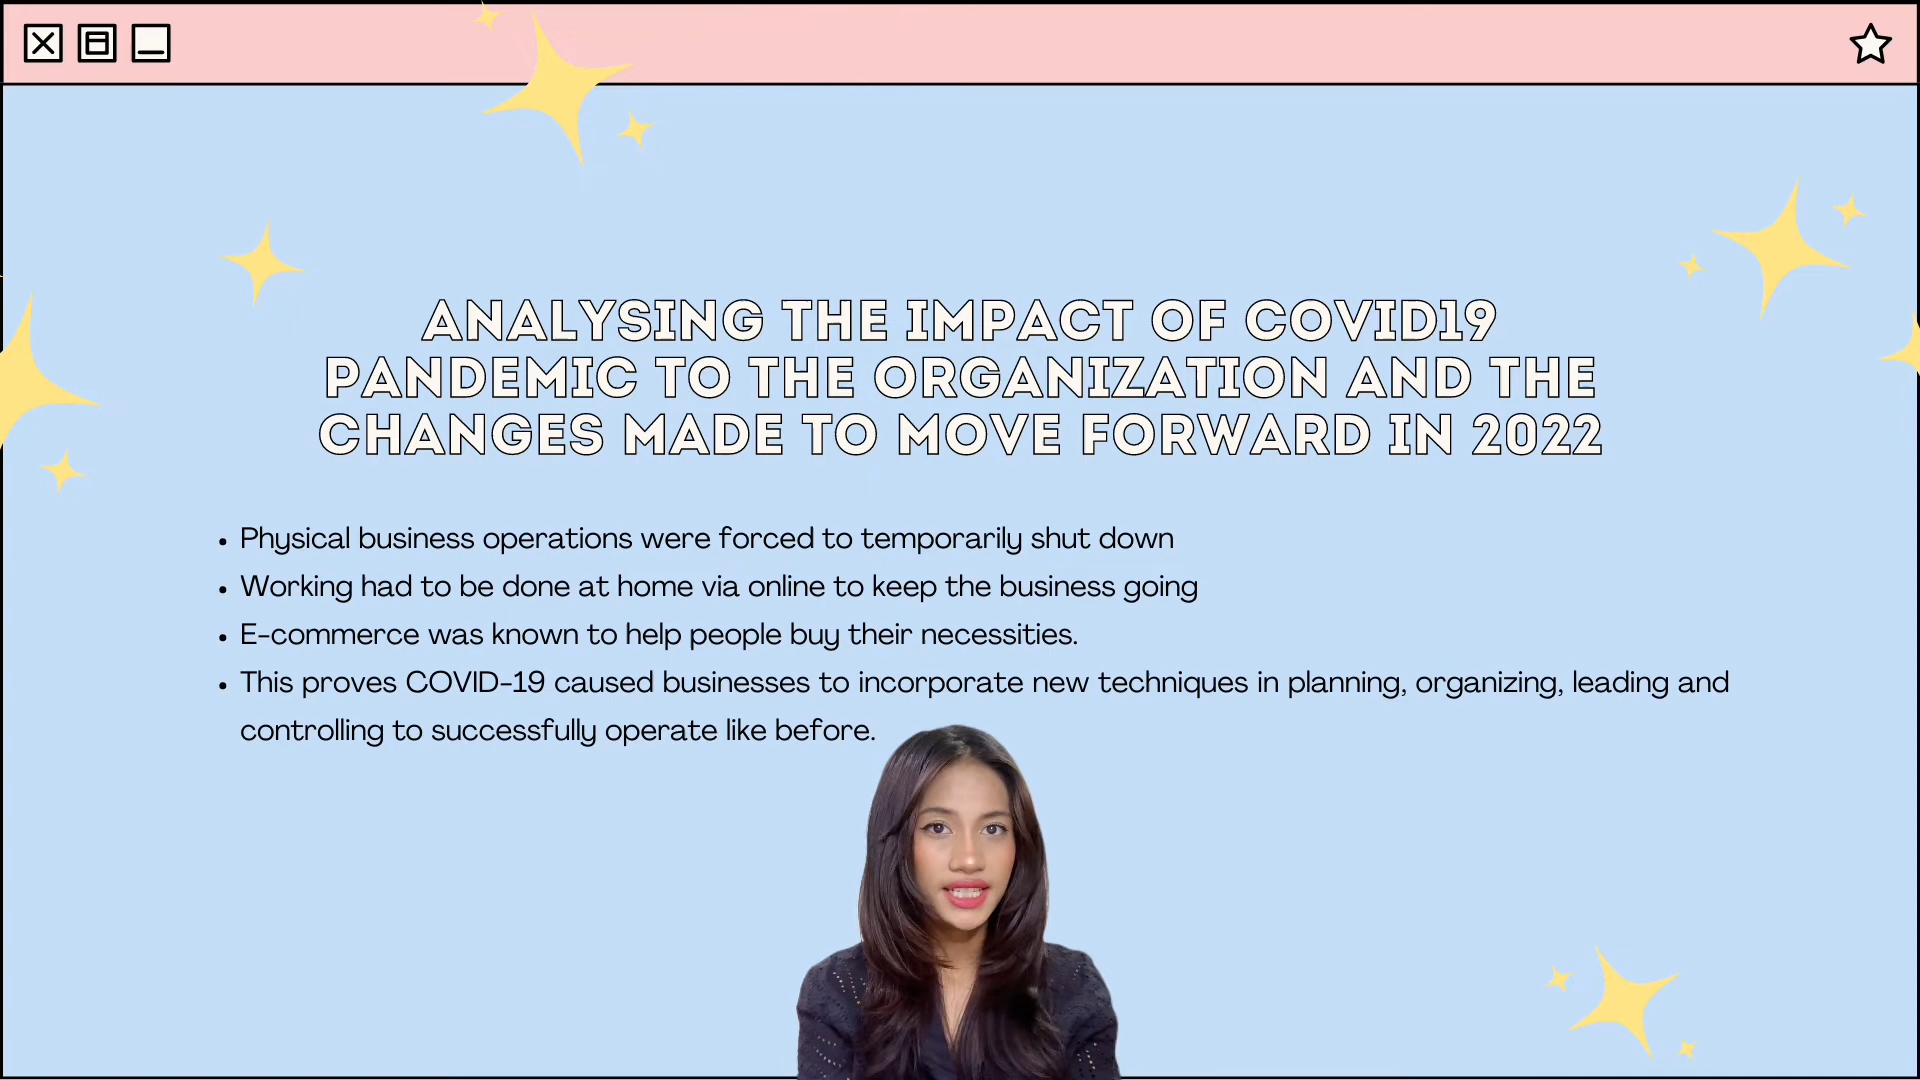 ANALYSING THE IMPACT OF COVID19
PANDEMIC TO THE ORGANIZATION AND THE
CHANGES MADE TO MOVE FORWARD IN 2022
• Physical business operations were forced to temporarily shut down
• Working had to be done at home via online to keep the business going
• E-commerce was known to help people buy their necessities.
• This proves COVID-19 caused businesses to incorporate new techniques in planning, organizing, leading and
controlling to successfully operate like before.